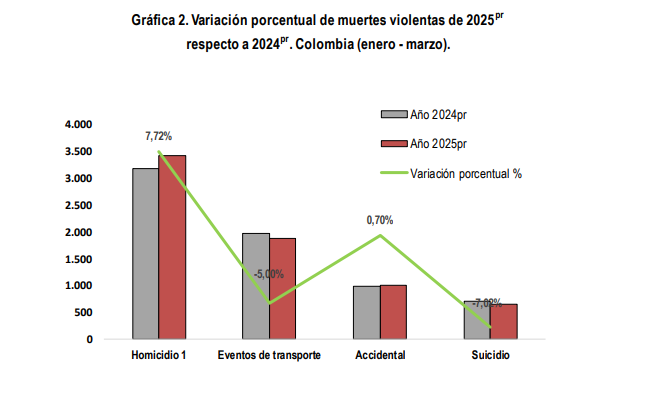 Gráfica 2. Variación porcentual de muertes violentas de 2025pr
respecto a 2024pr. Colombia (enero - marzo).
Año 2024pr
Año 2025pr
Variación porcentual %
4.000
3.500
3.000
2.500
2.000
1.500
1.000
500
0
7,72%
-5,00%
0,70%
-7,02%
Homicidio 1
Eventos de transporte
Accidental
Suicidio